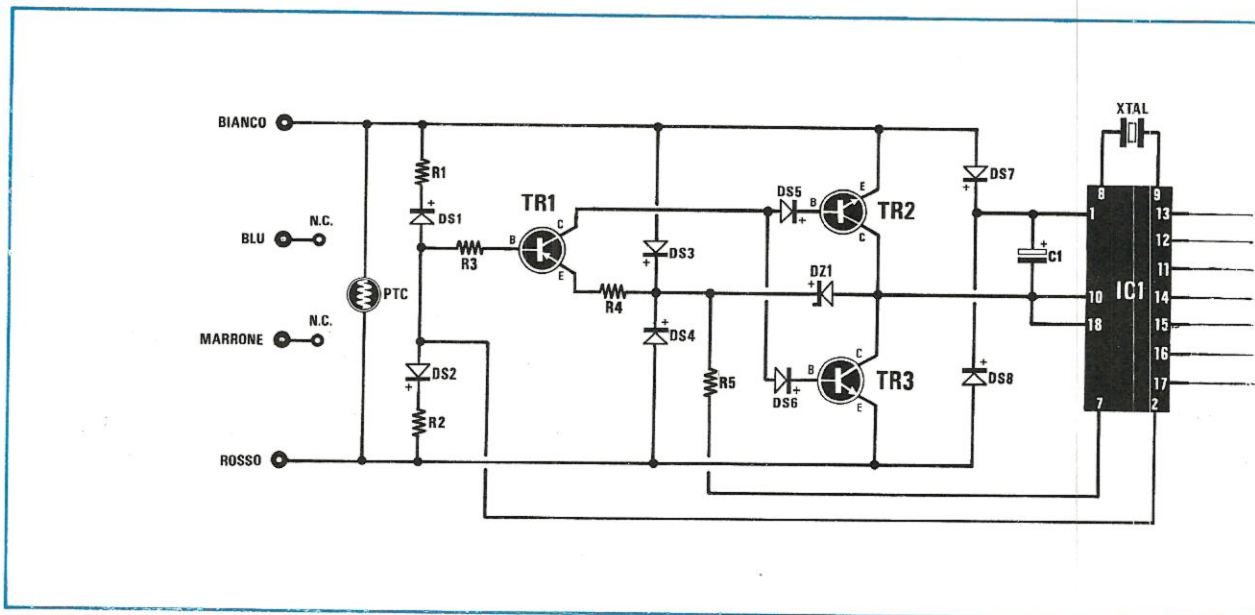 XTAL
BIANCO
R1
DS1
BLU
N.C.
R3
B
TR1
C
E
R4
PTC
MARRONE
N.C.
DS2
R2
ROSSO
DS3
DS4
R5
DS5
B
E
C
TR2
DZ1
DS6
B
C
E
TR3
DS7
DS8
C1
IC1
8
9
1
10
18
7
2
13
12
11
14
15
16
17
+
+
+
+
+
+
+
+
+
+